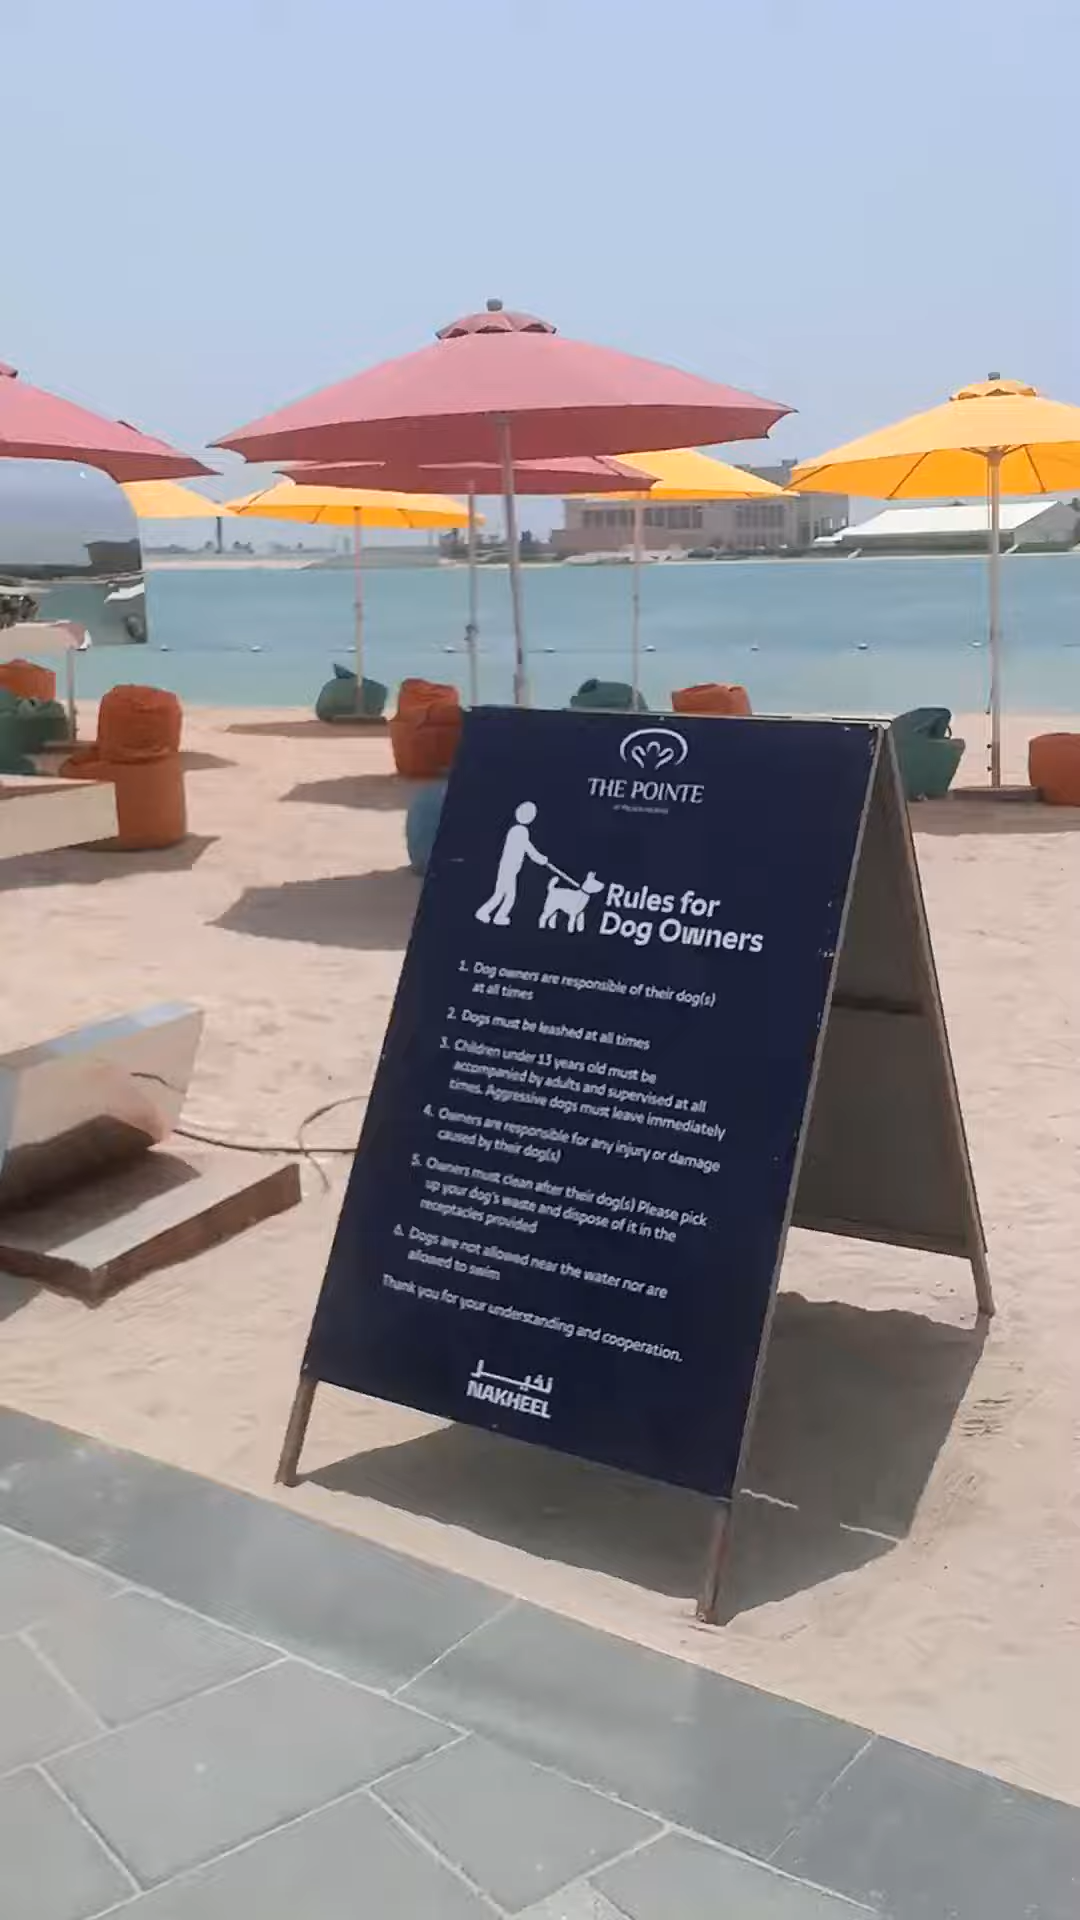 THE POINTE
Rules for
Dog Owners
1. Dog owners are responsible of their dog(s)
at all times
2. Dogs must be leashed at all times
3. Children under 13 years old must be
accompanied by adults and supervised at all
times. Aggressive dogs must leave immediately
4. Owners are responsible for any injury or damage
caused by their dog(s)
5. Owners must clean after their dog(s) Please pick
up your dog's waste and dispose of it in the
receptacles provided
6. Dogs are not allowed near the water nor are
allowed to swim
Thank you for your understanding and cooperation.
نخيل
NAKHEEL